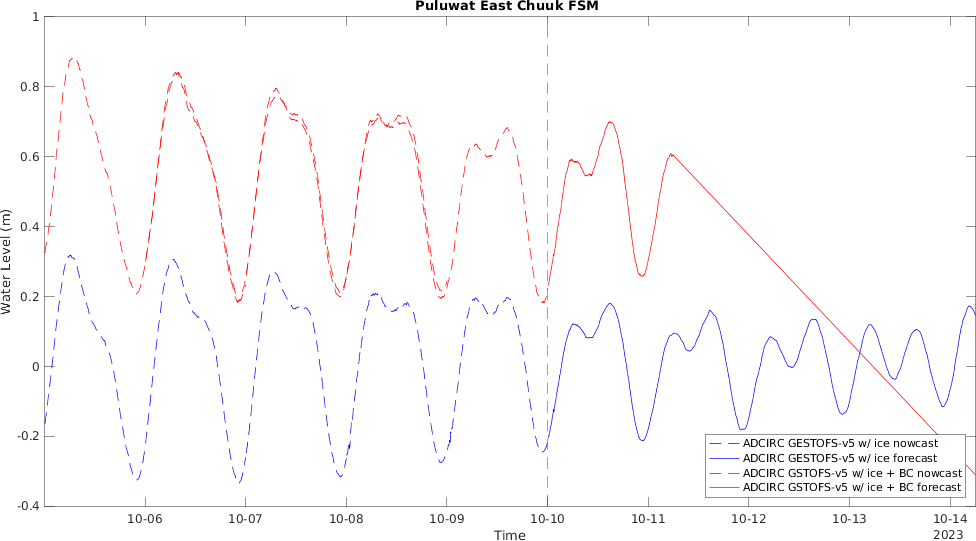 Puluwat East Chuuk FSM
1
0.8
0.6
0.4
0.2
0
-0.2
-0.4
Water Level (m)
ADCIRC GESTOFS-v5 w/ ice nowcast
ADCIRC GESTOFS-v5 w/ ice forecast
ADCIRC GSTOFS-v5 w/ ice + BC nowcast
ADCIRC GSTOFS-v5 w/ ice + BC forecast
10-06 10-07 10-08 10-09 10-10 10-11 10-12 10-13 10-14
Time 2023